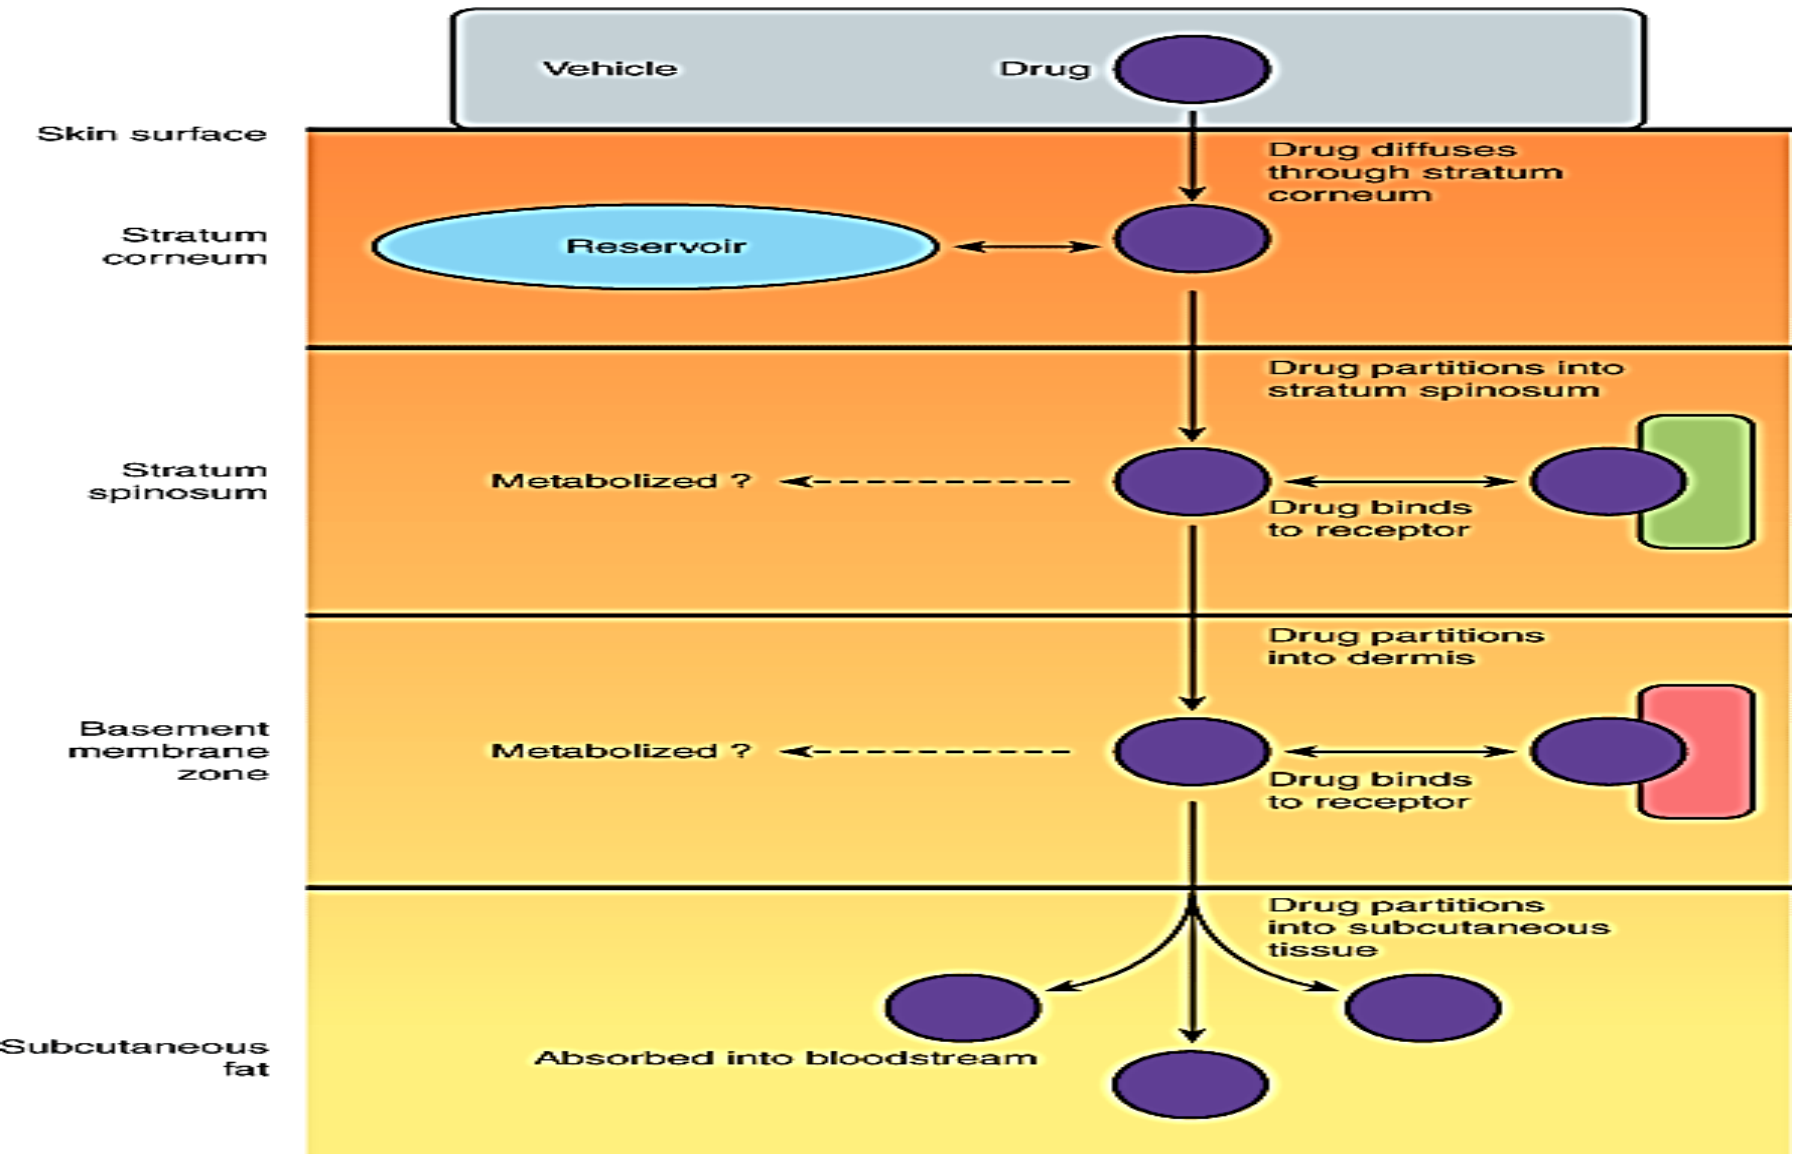 Vehicle
Drug
Skin surface
Drug diffuses
through stratum
corneum
Stratum
corneum
Reservoir
Drug partitions into
stratum spinosum
Stratum
spinosum
Metabolized ?
Drug binds
to receptor
Drug partitions
into dermis
Basement
membrane
zone
Metabolized ?
Drug binds
to receptor
Drug partitions
into subcutaneous
tissue
Subcutaneous
fat
Absorbed into bloodstream